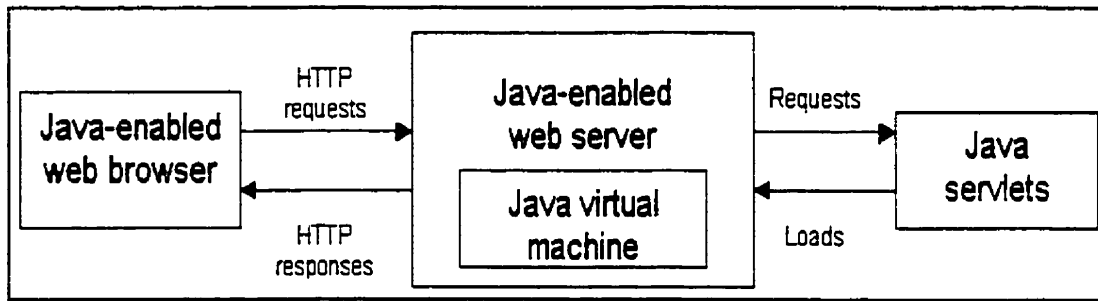 Java-enabled
web browser
HTTP
requests
HTTP
responses
Java-enabled
web server
Java virtual
machine
Requests
Loads
Java
servlets